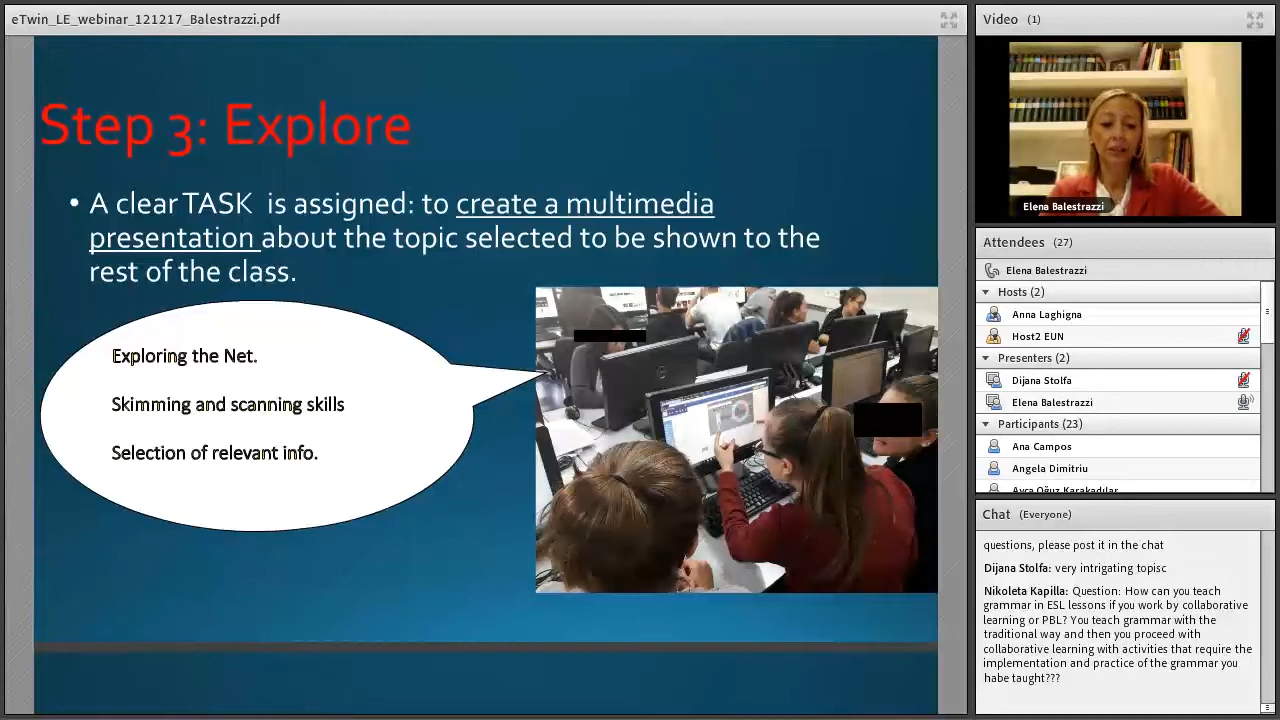 eTwin_LE_webinar_121217_Balestrazzi.pdf
Step 3: Explore
• A clear TASK is assigned: to create a multimedia
presentation about the topic selected to be shown to the
rest of the class.
Exploring the Net.
Skimming and scanning skills
Selection of relevant info.
Video (1)
Elena Balestrazzi
Attendees (27)
Elena Balestrazzi
Hosts (2)
Anna Laghigna
Host2 EUN
Presenters (2)
Dijana Stolfa
Elena Balestrazzi
Participants (23)
Ana Campos
Angela Dimitriu
Ayça Oğuz Karakadılar
Chat (Everyone)
questions, please post it in the chat
Dijana Stolfa: very intrigating topisc
Nikoleta Kapilla: Question: How can you teach
grammar in ESL lessons if you work by collaborative
learning or PBL? You teach grammar with the
traditional way and then you proceed with
collaborative learning with activities that require the
implementation and practice of the grammar you
habe taught???